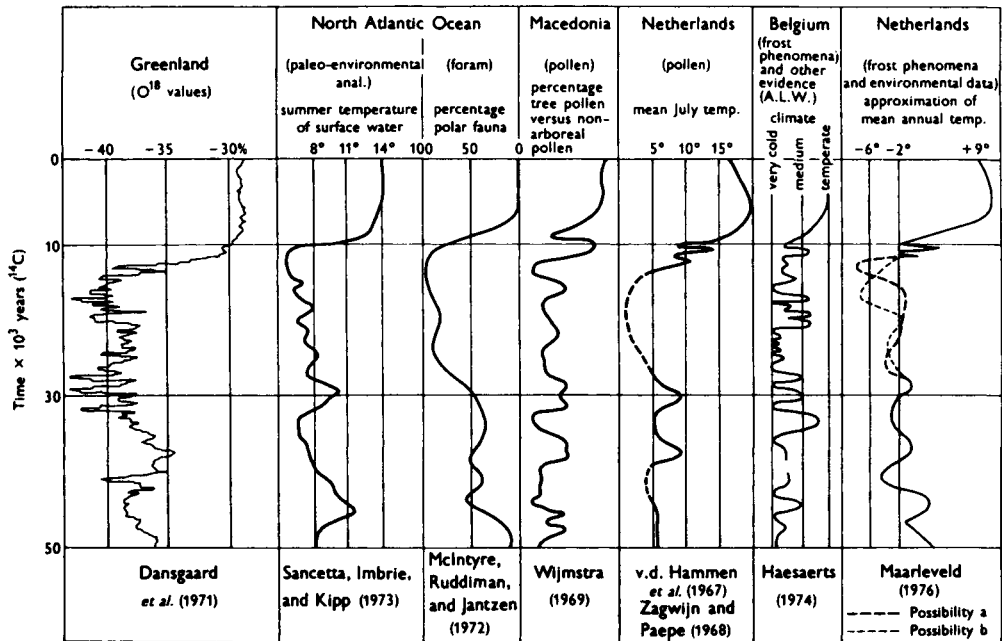 North Atlantic Ocean
Macedonia
Netherlands
Belgium
Netherlands
Greenland
(O¹⁸ values)
(paleo-environmental
anal.)
summer temperature
of surface water
(foram)
percentage
polar fauna
(pollen)
percentage
tree pollen
versus non-
arboreal
pollen
(pollen)
mean July temp.
(frost
phenomena)
and other
evidence
(A.L.W.)
climate
very cold
medium
temperate
(frost phenomena
and environmental data)
approximation of
mean annual temp.
−40 −35 −30%
8° 11° 14°
100 0
5° 10° 15°
−6° −2° +9°
0
10
30
50
Time × 10³ years (¹⁴C)
Dansgaard
et al. (1971)
Sancetta, Imbrie,
and Kipp (1973)
McIntyre,
Ruddiman,
and Jantzen
(1972)
Wijmstra
(1969)
v.d. Hammen
et al. (1967)
Zagwijn and
Paepe (1968)
Haesaerts
(1974)
Maarleveld
(1976)
Possibility a
Possibility b